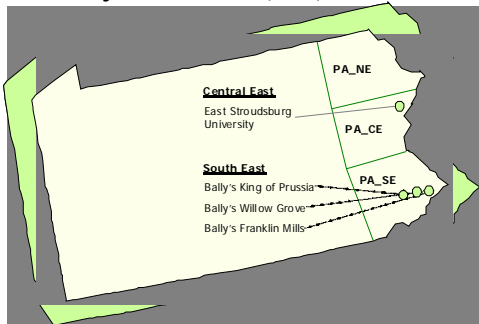 PA_NE
Central East
East Stroudsburg
University
PA_CE
South East
PA_SE
Bally's King of Prussia
Bally's Willow Grove
Bally's Franklin Mills